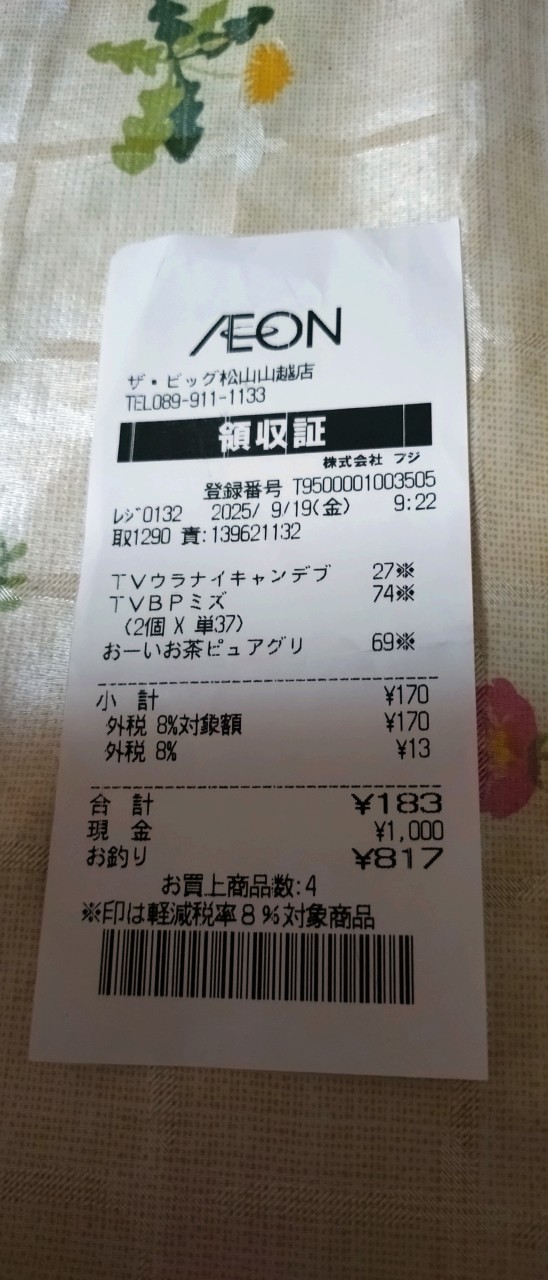 ÆON
ザ・ビッグ松山山越店
TEL089-911-1133
領収証
株式会社 フジ
登録番号 T9500001003505
ﾚｼﾞ0132 2025/ 9/19(金) 9:22
取1290 責:139621132
TVウラナイキャンデブ 27※
TVBPミズ 74※
(2個 X 単37)
おーいお茶ピュアグリ 69※
小 計 ¥170
外税 8%対象額 ¥170
外税 8% ¥13
合 計 ¥183
現 金 ¥1,000
お釣り ¥817
お買上商品数:4
※印は軽減税率8%対象商品